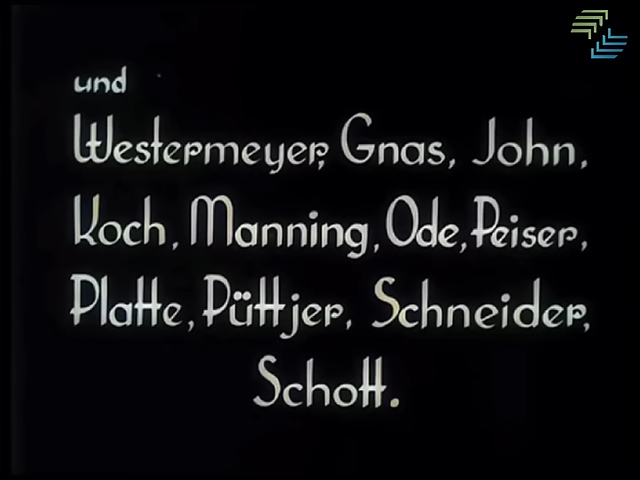 und
Westermeyer, Gnas, John,
Koch, Manning, Ode, Peiser,
Platte, Püttjer, Schneider,
Schott.